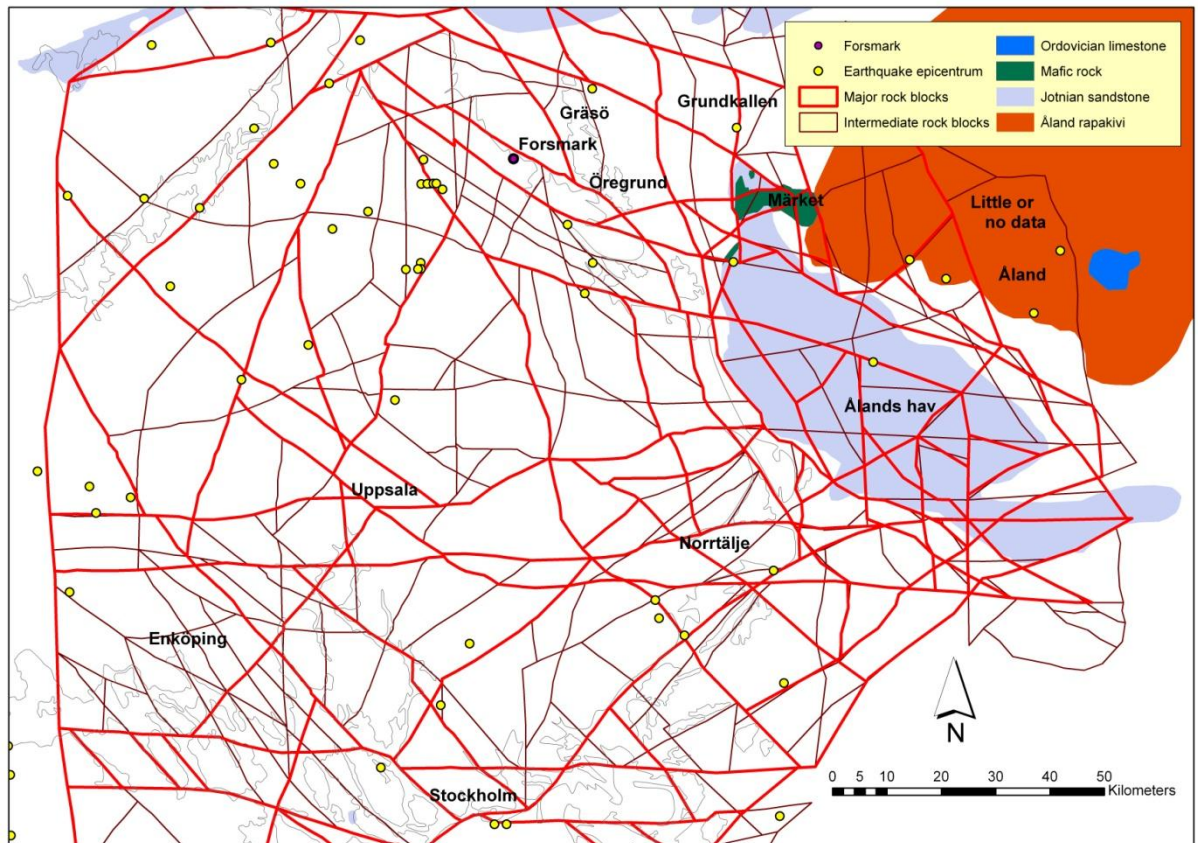 Forsmark
Ordovician limestone
Earthquake epicentrum
Mafic rock
Major rock blocks
Jotnian sandstone
Intermediate rock blocks
Åland rapakivi
Grundkallen
Gräsö
Forsmark
Öregrund
Märket
Little or
no data
Åland
Ålands hav
Uppsala
Norrtälje
Enköping
Stockholm
N
0 5 10 20 30 40 50
Kilometers